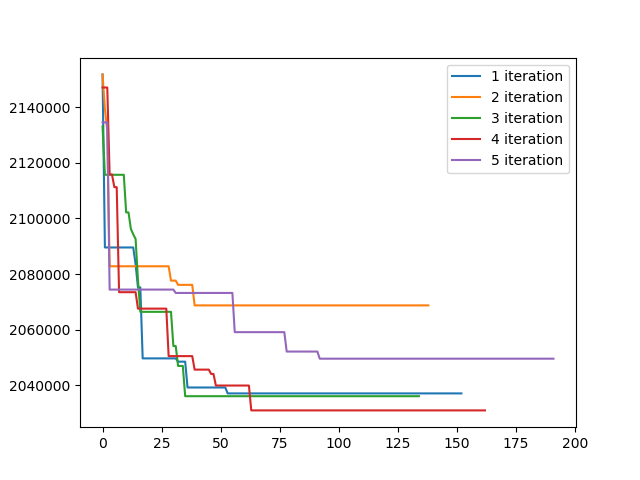 1 iteration
2 iteration
3 iteration
4 iteration
5 iteration
2140000
2120000
2100000
2080000
2060000
2040000
0 25 50 75 100 125 150 175 200